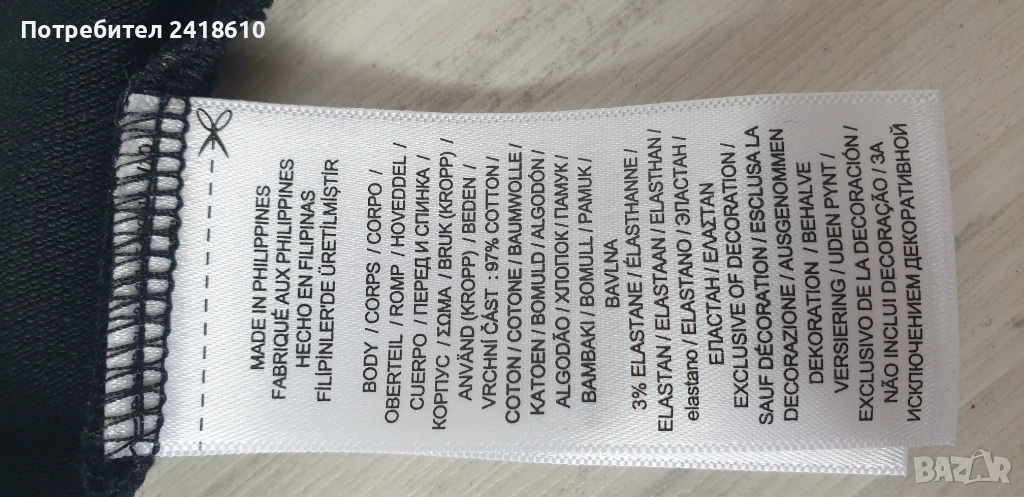 Потребител 2418610
MADE IN PHILIPPINES
FABRIQUÉ AUX PHILIPPINES
HECHO EN FILIPINAS
FİLİPİNLER'DE ÜRETİLMİŞTİR
BODY / CORPS / CORPO /
OBERTEIL / ROMP / HOVEDDEL /
CUERPO / ПЕРЕД И СПИНКА /
КОРПУС / ΣΩΜΑ / BRUK (KROPP) /
ANVÄND (KROPP) / BEDEN /
VRCHNÍ ČÁST : 97% COTTON /
COTON / COTONE / BAUMWOLLE /
KATOEN / BOMULD / ALGODÓN /
ALGODÃO / ХЛОПОК / ПАМУК /
BAMBAKI / BOMULL / PAMUK /
BAVLNA
3% ELASTANE / ÉLASTHANNE /
ELASTAN / ELASTAAN / ELASTHAN /
elastano / ELASTANO / ЭЛАСТАН /
ЕЛАСТАН / ΕΛΑΣΤΑΝ
EXCLUSIVE OF DECORATION /
SAUF DÉCORATION / ESCLUSA LA
DECORAZIONE / AUSGENOMMEN
DEKORATION / BEHALVE
VERSIERING / UDEN PYNT /
EXCLUSIVO DE LA DECORACIÓN /
NÃO INCLUI DECORAÇÃO / ЗА
ИСКЛЮЧЕНИЕМ ДЕКОРАТИВНОЙ
BAZAR